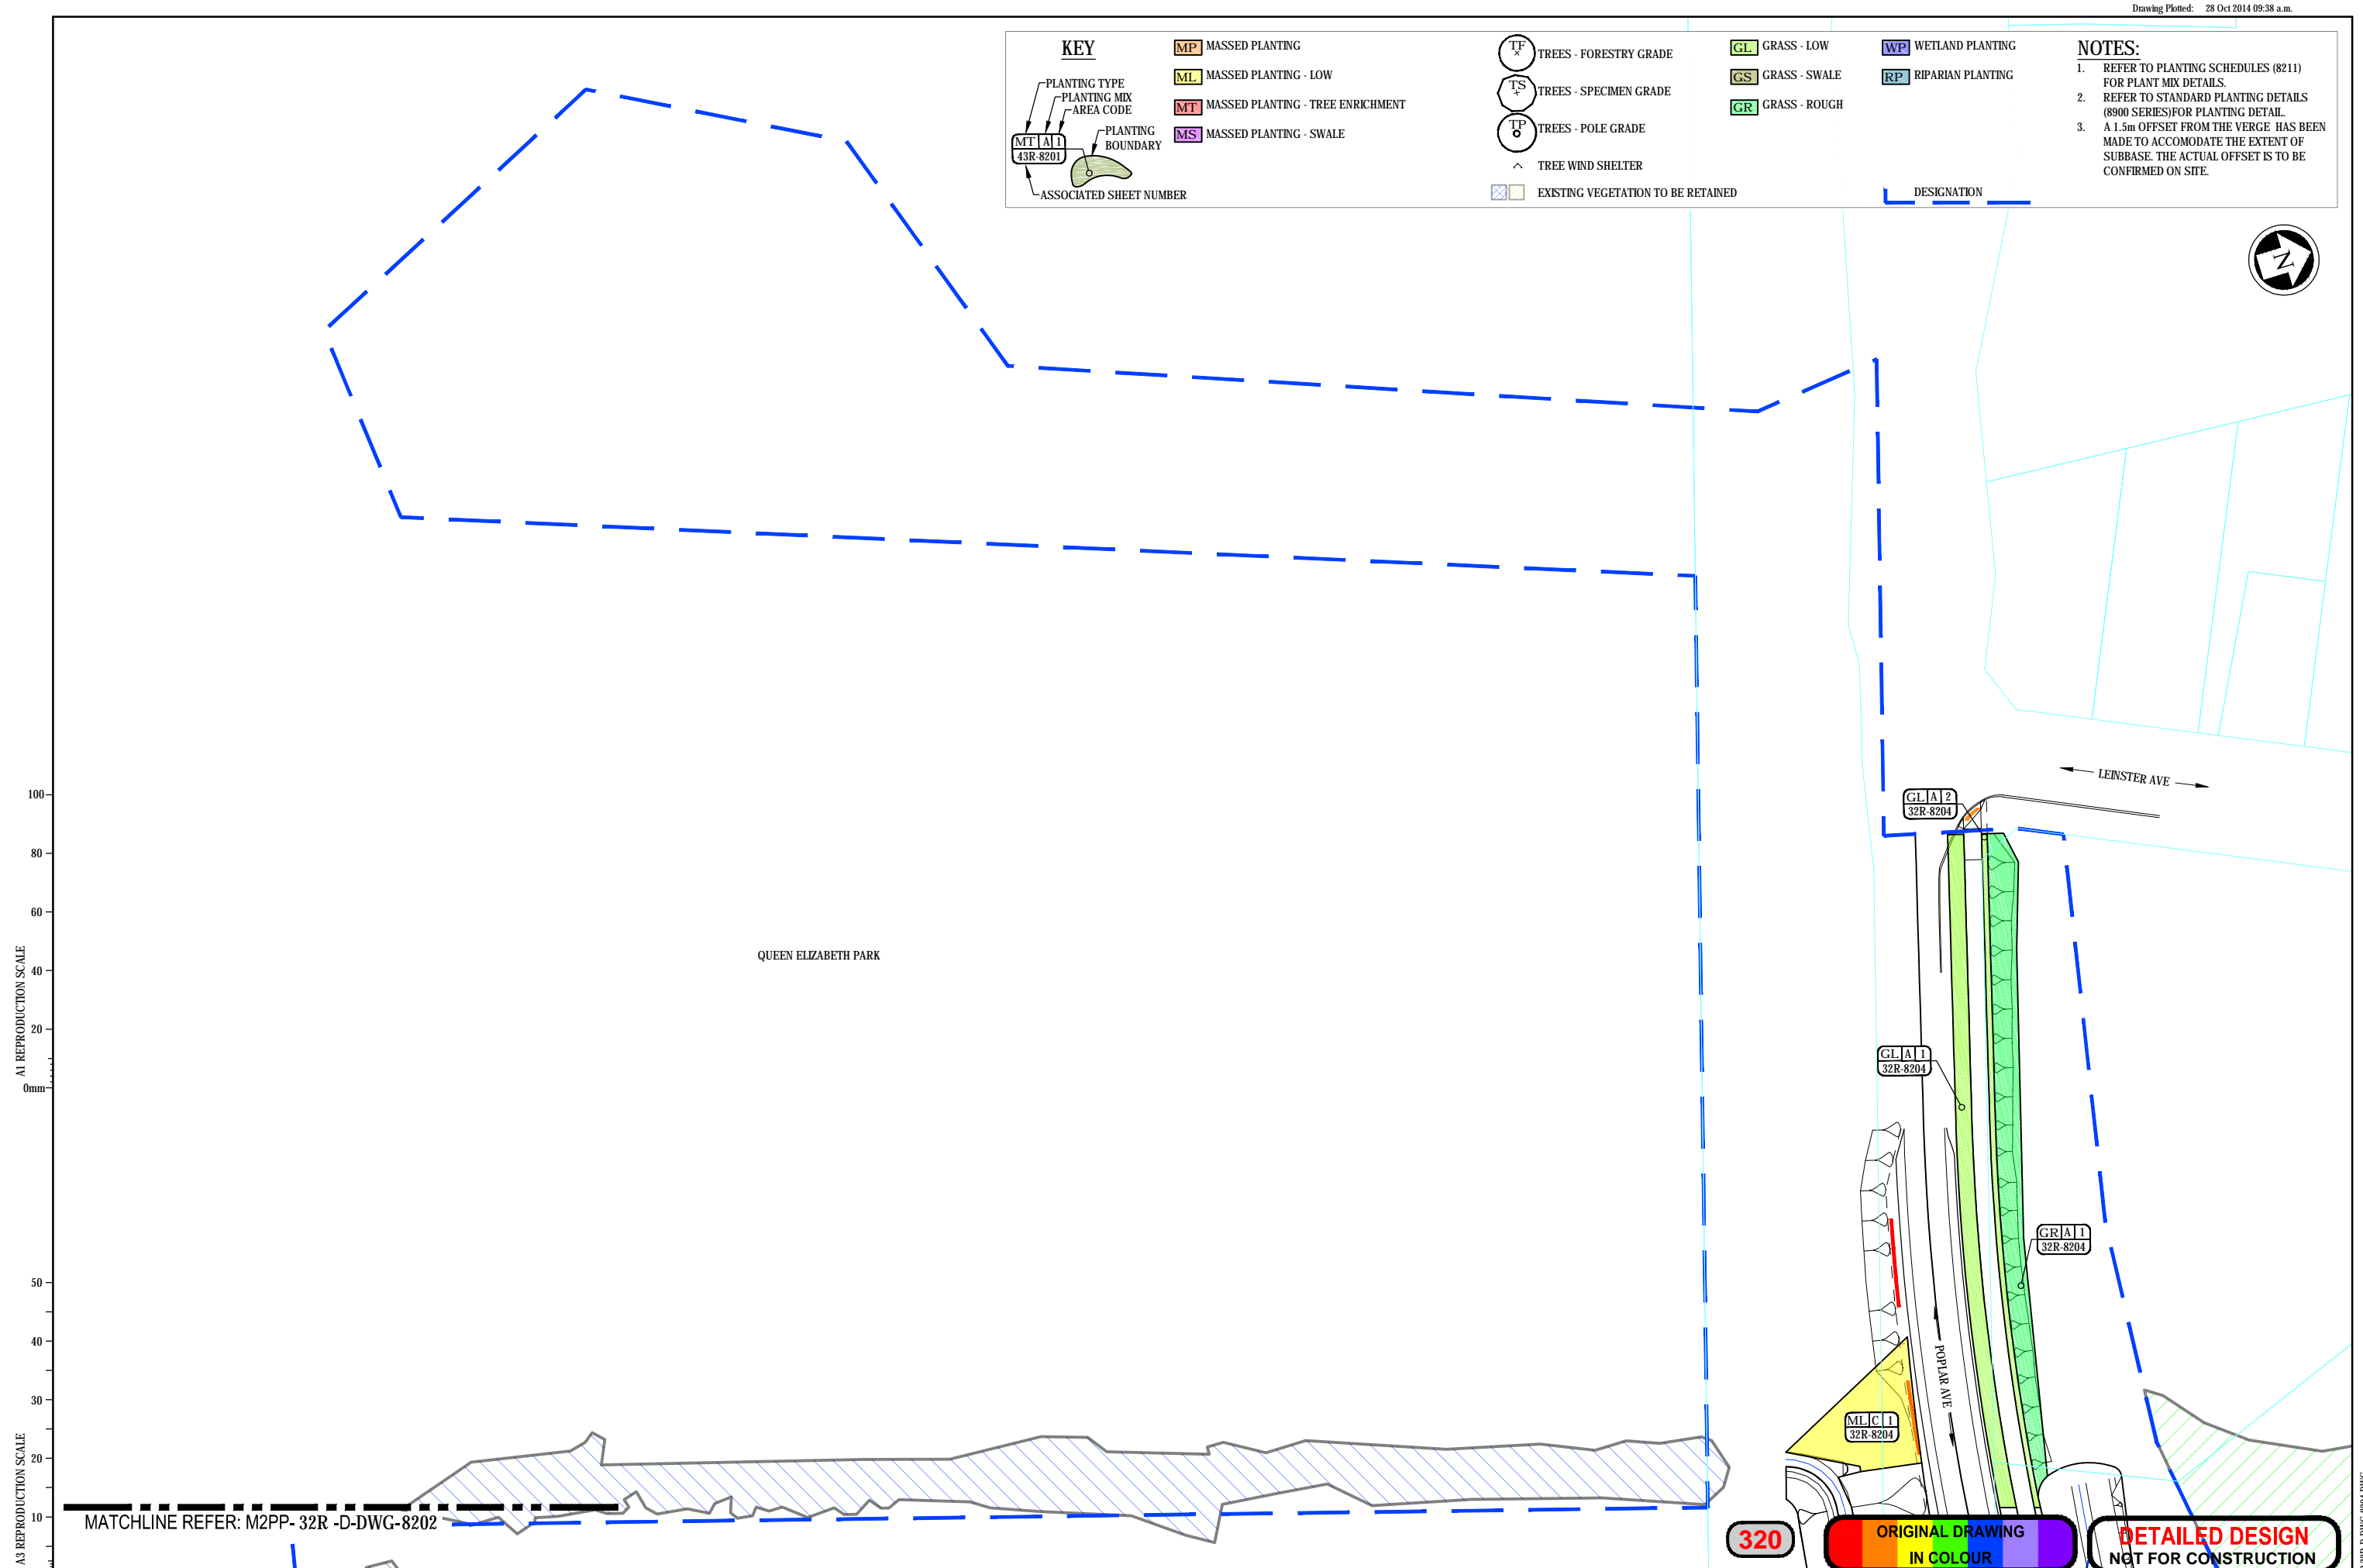 Drawing Plotted: 28 Oct 2014 09:38 a.m.
KEY
PLANTING TYPE
PLANTING MIX
AREA CODE
MT A 1
43R-8201
PLANTING
BOUNDARY
ASSOCIATED SHEET NUMBER
MP MASSED PLANTING
ML MASSED PLANTING - LOW
MT MASSED PLANTING - TREE ENRICHMENT
MS MASSED PLANTING - SWALE
TF TREES - FORESTRY GRADE
TS TREES - SPECIMEN GRADE
TP TREES - POLE GRADE
TREE WIND SHELTER
EXISTING VEGETATION TO BE RETAINED
GL GRASS - LOW
GS GRASS - SWALE
GR GRASS - ROUGH
WP WETLAND PLANTING
RP RIPARIAN PLANTING
DESIGNATION
NOTES:
1. REFER TO PLANTING SCHEDULES (8211)
FOR PLANT MIX DETAILS.
2. REFER TO STANDARD PLANTING DETAILS
(8900 SERIES)FOR PLANTING DETAIL.
3. A 1.5m OFFSET FROM THE VERGE HAS BEEN
MADE TO ACCOMODATE THE EXTENT OF
SUBBASE. THE ACTUAL OFFSET IS TO BE
CONFIRMED ON SITE.
N
LEINSTER AVE
GL A 2
32R-8204
QUEEN ELIZABETH PARK
GL A 1
32R-8204
GR A 1
32R-8204
POPLAR AVE
ML C 1
32R-8204
100
80
60
40
20
0mm
A1 REPRODUCTION SCALE
50
40
30
20
10
A3 REPRODUCTION SCALE
MATCHLINE REFER: M2PP- 32R -D-DWG-8202
320
ORIGINAL DRAWING
IN COLOUR
DETAILED DESIGN
NOT FOR CONSTRUCTION